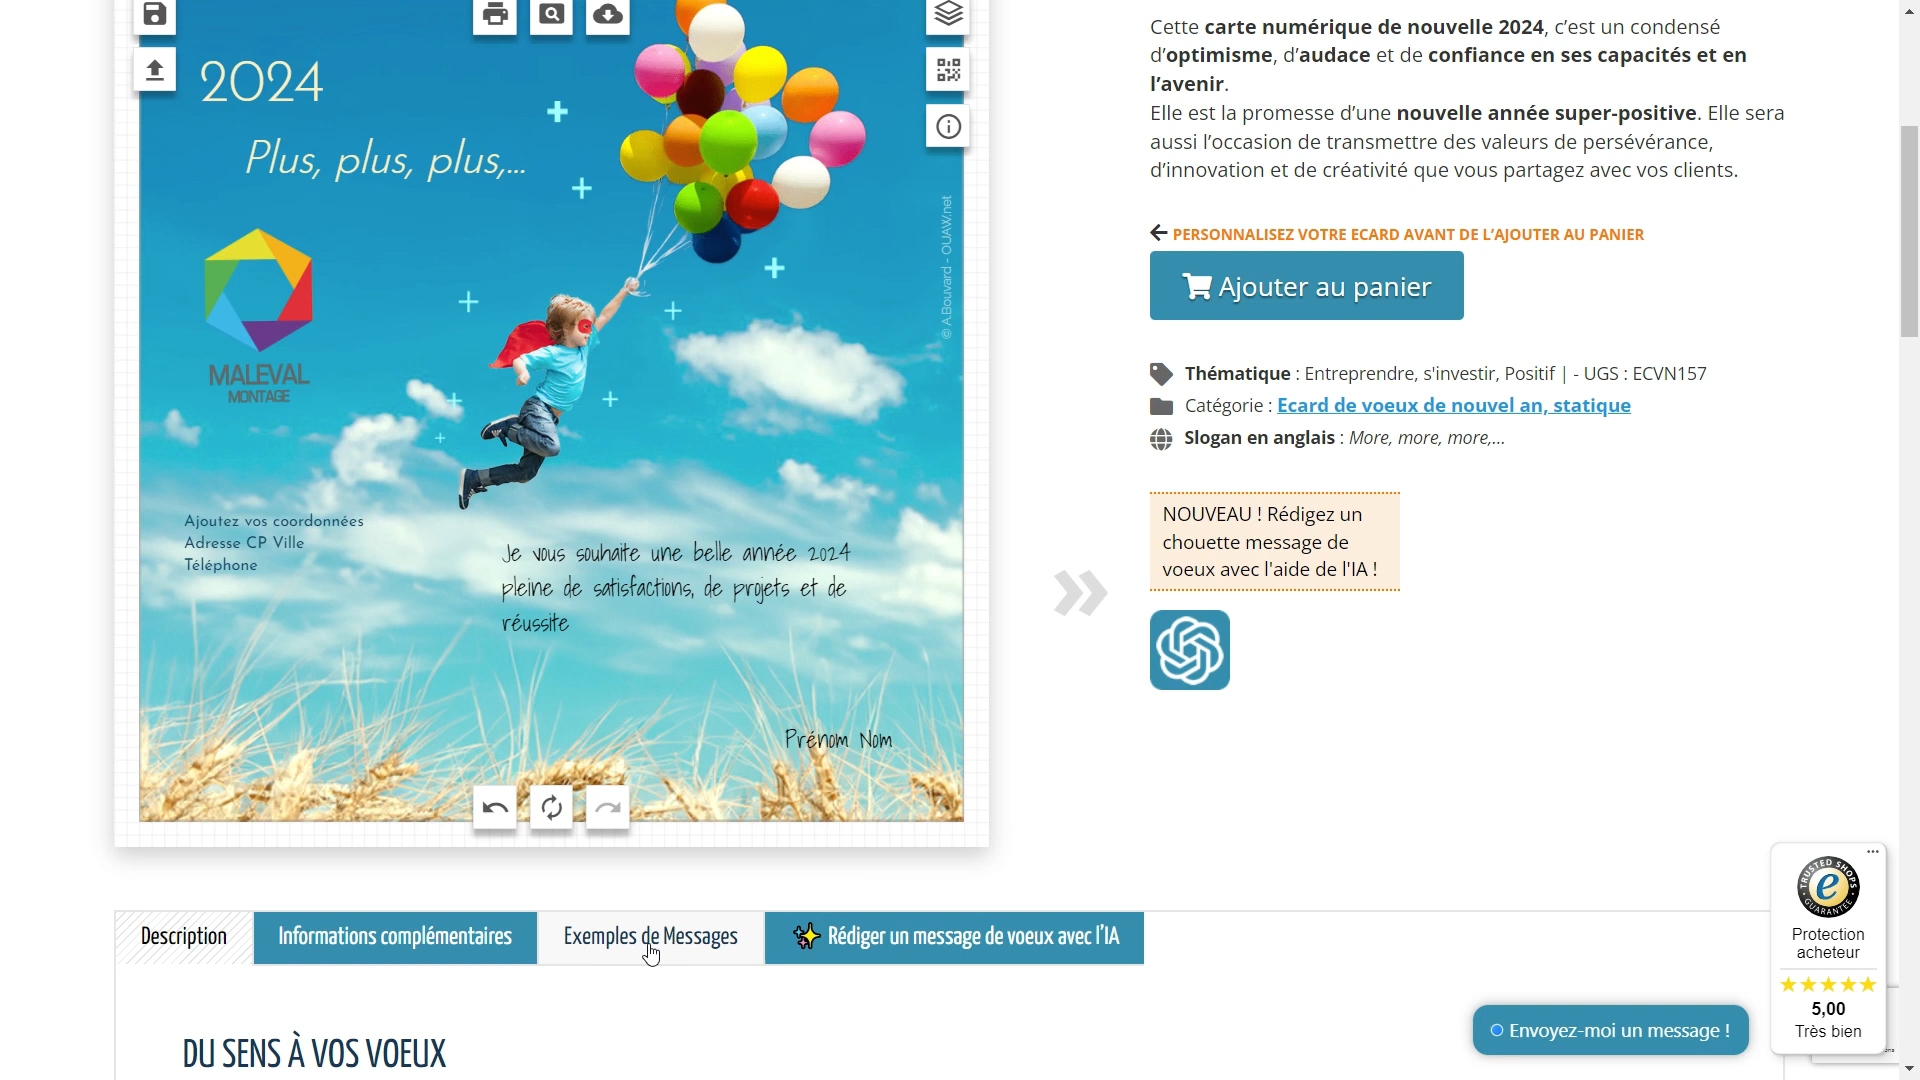 2024
Plus, plus, plus,...
© A.Bouvard - OUAW.net
MALEVAL
MONTAGE
Ajoutez vos coordonnées
Adresse CP Ville
Téléphone
Je vous souhaite une belle année 2024
pleine de satisfactions, de projets et de
réussite
Prénom Nom
Cette carte numérique de nouvelle 2024, c’est un condensé
d’optimisme, d’audace et de confiance en ses capacités et en
l’avenir.
Elle est la promesse d’une nouvelle année super-positive. Elle sera
aussi l’occasion de transmettre des valeurs de persévérance,
d’innovation et de créativité que vous partagez avec vos clients.
PERSONNALISEZ VOTRE ECARD AVANT DE L’AJOUTER AU PANIER
Ajouter au panier
Thématique : Entreprendre, s'investir, Positif | - UGS : ECVN157
Catégorie : Ecard de voeux de nouvel an, statique
Slogan en anglais : More, more, more,...
NOUVEAU ! Rédigez un
chouette message de
voeux avec l'aide de l'IA !
Description
Informations complémentaires
Exemples de Messages
Rédiger un message de voeux avec l’IA
DU SENS À VOS VOEUX
Envoyez-moi un message !
TRUSTED SHOPS
GUARANTEE
Protection
acheteur
5,00
Très bien